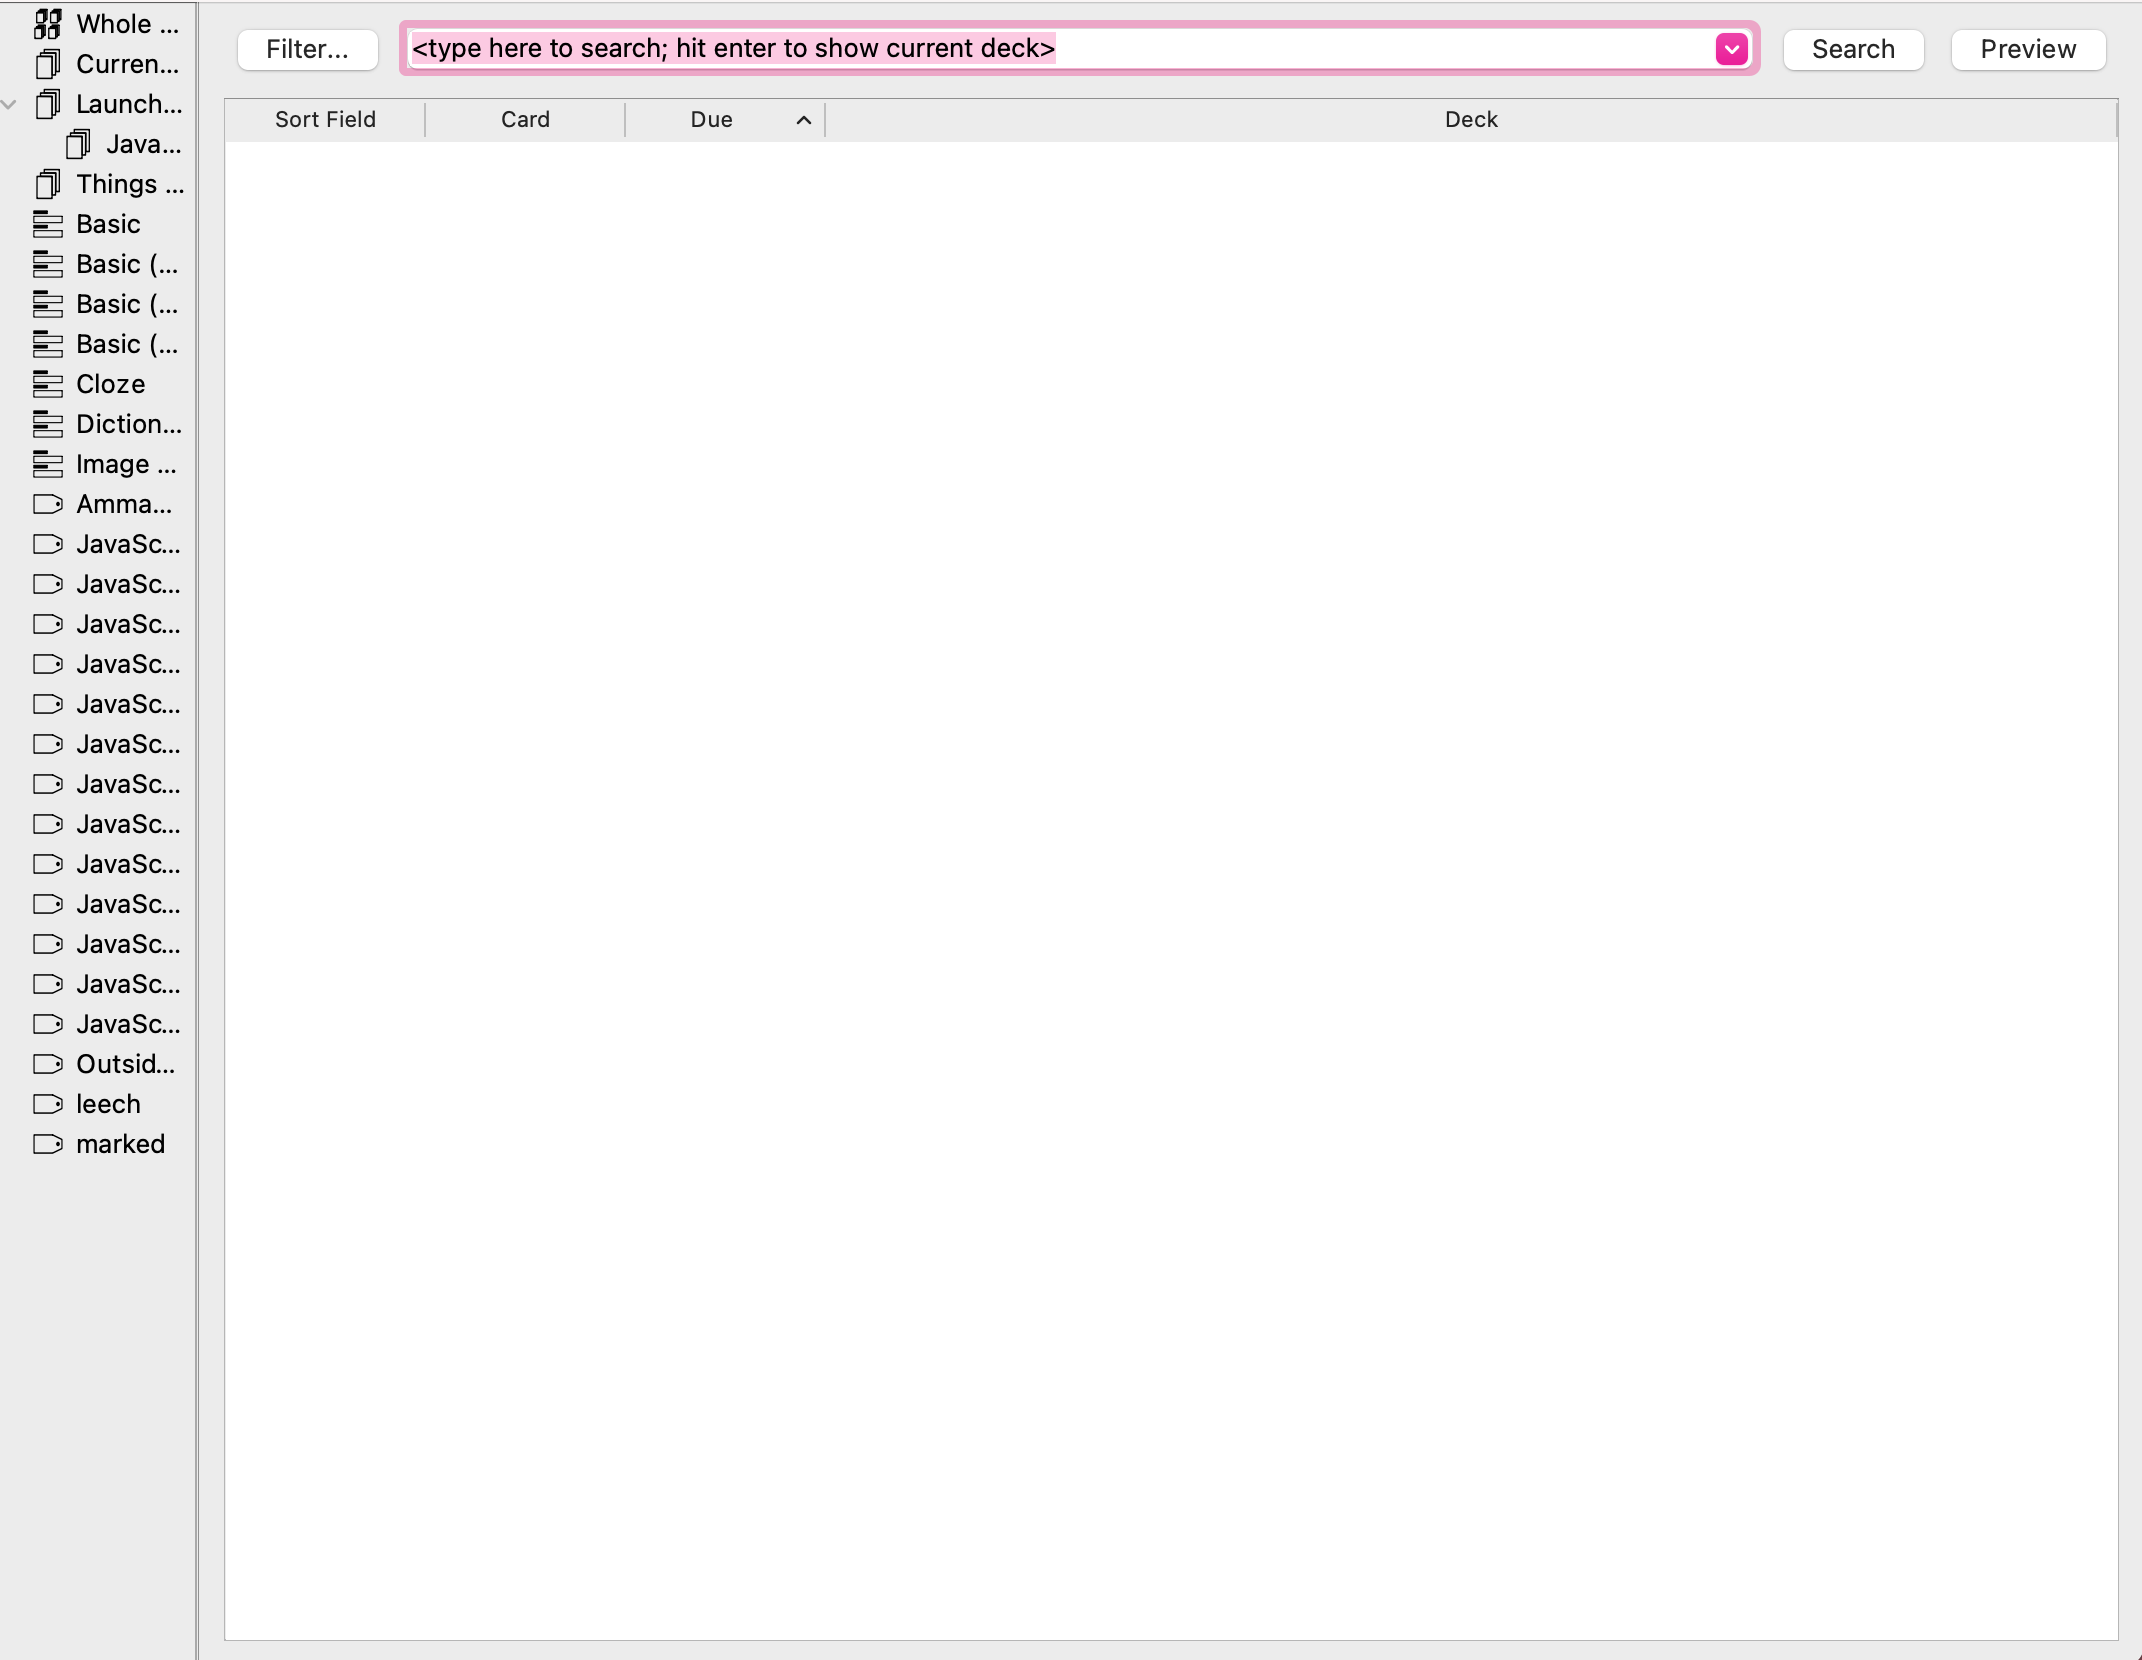 Whole ...
Curren...
Launch...
Java...
Things ...
Basic
Basic (...
Basic (...
Basic (...
Cloze
Diction...
Image ...
Amma...
JavaSc...
JavaSc...
JavaSc...
JavaSc...
JavaSc...
JavaSc...
JavaSc...
JavaSc...
JavaSc...
JavaSc...
JavaSc...
JavaSc...
JavaSc...
Outsid...
leech
marked
Filter... <type here to search; hit enter to show current deck> Search Preview
Sort Field Card Due Deck